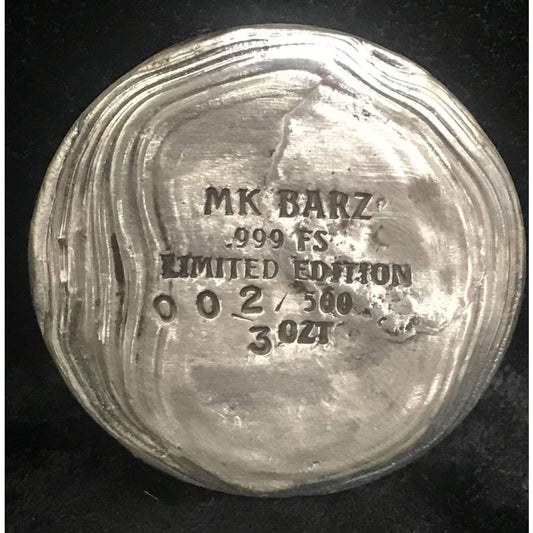 MK BARZ
.999 FS
LIMITED EDITION
002/500
3 OZT